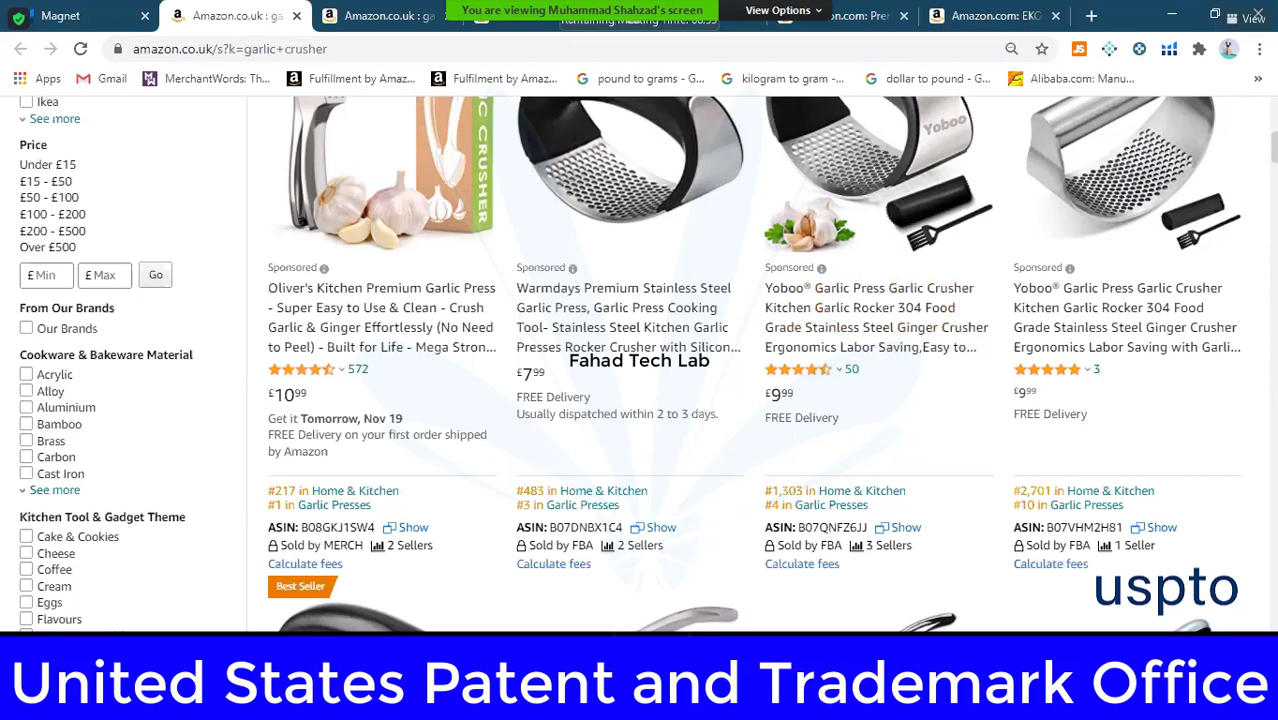 You are viewing Muhammad Shahzad's screen
View Options
View
Magnet
Amazon.co.uk : ga
Amazon.co.uk : ga
.com: Prer
Amazon.com: EKO
amazon.co.uk/s?k=garlic+crusher
Apps
Gmail
MerchantWords: Th...
Fulfillment by Amaz...
Fulfilment by Amaz...
pound to grams - G...
kilogram to gram -...
dollar to pound - G...
Alibaba.com: Manu...
Ikea
See more
Price
Under £15
£15 - £50
£50 - £100
£100 - £200
£200 - £500
Over £500
£ Min
£ Max
Go
From Our Brands
Our Brands
Cookware & Bakeware Material
Acrylic
Alloy
Aluminium
Bamboo
Brass
Carbon
Cast Iron
See more
Kitchen Tool & Gadget Theme
Cake & Cookies
Cheese
Coffee
Cream
Eggs
Flavours
CRUSHER
Sponsored
Oliver's Kitchen Premium Garlic Press
- Super Easy to Use & Clean - Crush
Garlic & Ginger Effortlessly (No Need
to Peel) - Built for Life - Mega Stron...
572
£10.99
Get it Tomorrow, Nov 19
FREE Delivery on your first order shipped
by Amazon
#217 in Home & Kitchen
#1 in Garlic Presses
ASIN: B08GKJ1SW4 Show
Sold by MERCH 2 Sellers
Calculate fees
Best Seller
Sponsored
Warmdays Premium Stainless Steel
Garlic Press, Garlic Press Cooking
Tool- Stainless Steel Kitchen Garlic
Presses Rocker Crusher with Silicon...
Fahad Tech Lab
£7.99
FREE Delivery
Usually dispatched within 2 to 3 days.
#483 in Home & Kitchen
#3 in Garlic Presses
ASIN: B07DNBX1C4 Show
Sold by FBA 2 Sellers
Calculate fees
Yoboo
Sponsored
Yoboo® Garlic Press Garlic Crusher
Kitchen Garlic Rocker 304 Food
Grade Stainless Steel Ginger Crusher
Ergonomics Labor Saving,Easy to...
50
£9.99
FREE Delivery
#1,303 in Home & Kitchen
#4 in Garlic Presses
ASIN: B07QNFZ6JJ Show
Sold by FBA 3 Sellers
Calculate fees
Sponsored
Yoboo® Garlic Press Garlic Crusher
Kitchen Garlic Rocker 304 Food
Grade Stainless Steel Ginger Crusher
Ergonomics Labor Saving with Garli...
3
£9.99
FREE Delivery
#2,701 in Home & Kitchen
#10 in Garlic Presses
ASIN: B07VHM2H81 Show
Sold by FBA 1 Seller
Calculate fees
uspto
United States Patent and Trademark Office